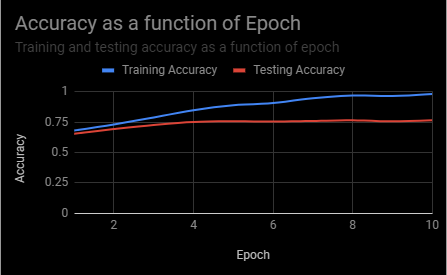 Accuracy as a function of Epoch
Training and testing accuracy as a function of epoch
Training Accuracy Testing Accuracy
1
0.75
0.5
0.25
0
Accuracy
2 4 6 8 10
Epoch